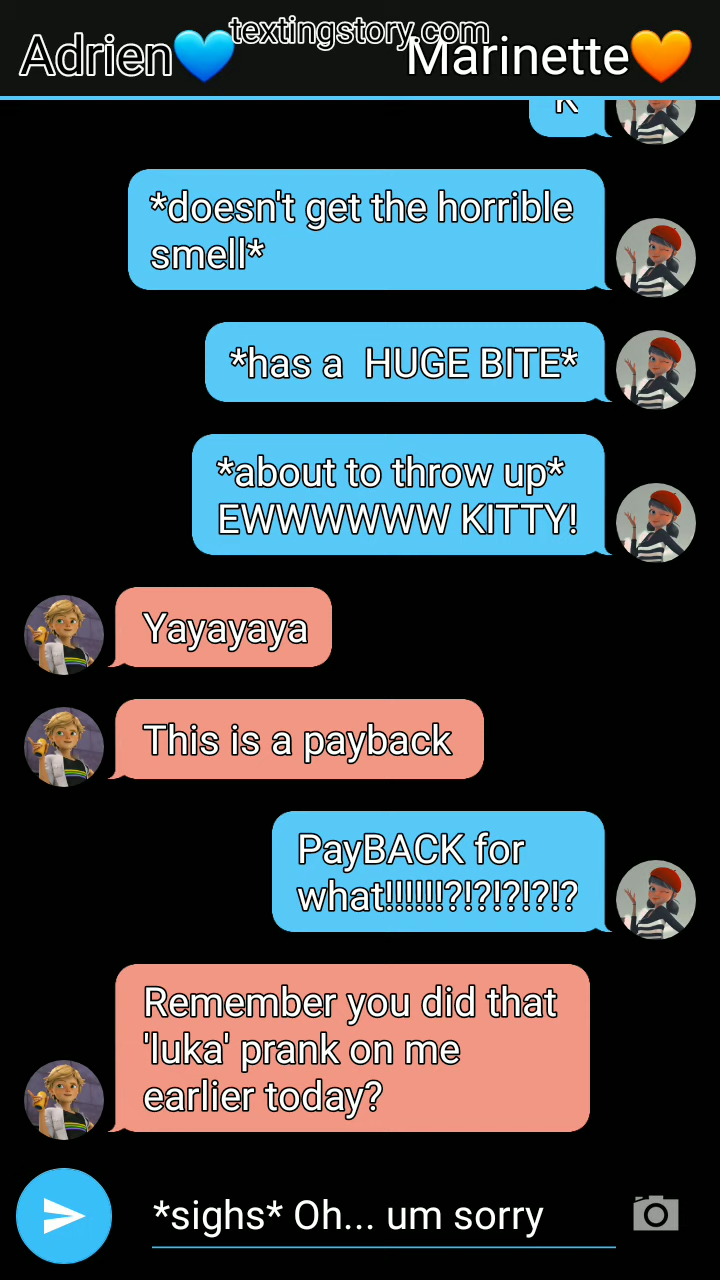 textingstory.com
Adrien💙 Marinette🧡
K
*doesn't get the horrible
smell*
*has a  HUGE BITE*
*about to throw up*
EWWWWWW KITTY!
Yayayaya
This is a payback
PayBACK for
what!!!!!!?!?!?!?!?
Remember you did that
'luka' prank on me
earlier today?
*sighs* Oh... um sorry